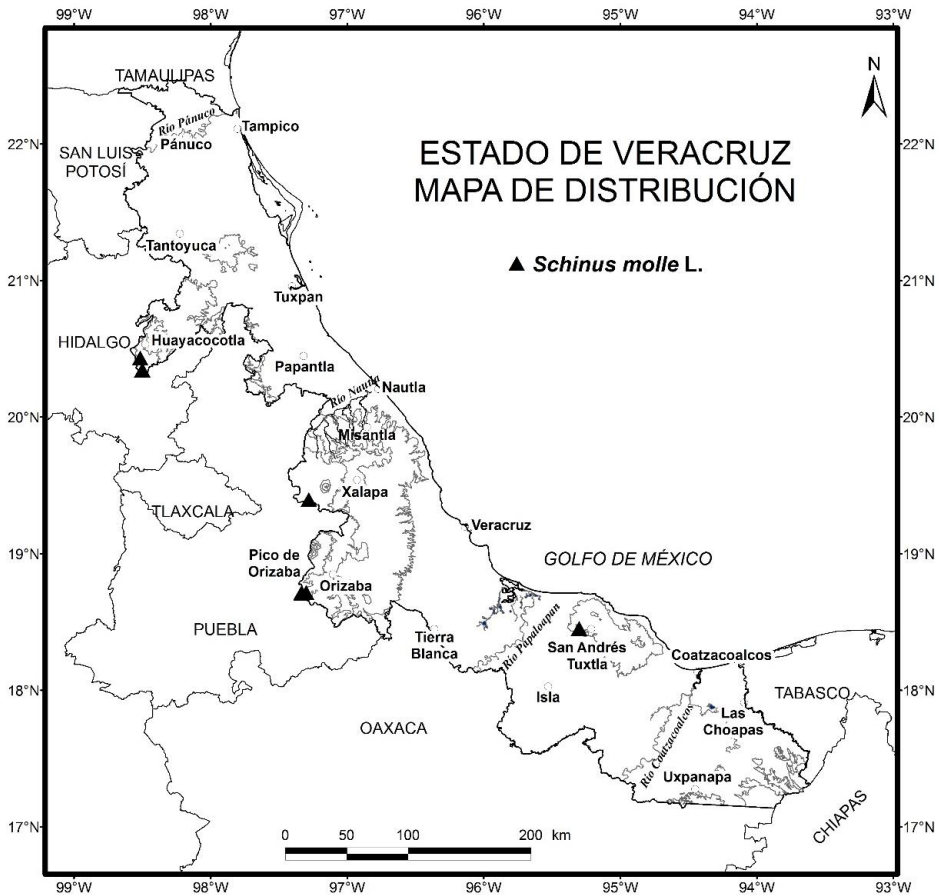 99°W 98°W 97°W 96°W 95°W 94°W 93°W
N
TAMAULIPAS
Río Pánuco
Tampico
22°N
Pánuco
22°N
SAN LUIS
POTOSÍ
ESTADO DE VERACRUZ
MAPA DE DISTRIBUCIÓN
Tantoyuca
Schinus molle L.
21°N
21°N
Tuxpan
HIDALGO
Huayacocotla
Papantla
Río Nautla
Nautla
20°N
20°N
Misantla
Xalapa
TLAXCALA
Veracruz
19°N
19°N
Pico de
Orizaba
GOLFO DE MÉXICO
Orizaba
PUEBLA
Tierra
Blanca
Río Papaloapan
San Andrés
Tuxtla
Coatzacoalcos
18°N
18°N
Isla
TABASCO
OAXACA
Las
Choapas
Río Coatzacoalcos
Uxpanapa
CHIAPAS
17°N
17°N
0 50 100 200 km
99°W 98°W 97°W 96°W 95°W 94°W 93°W